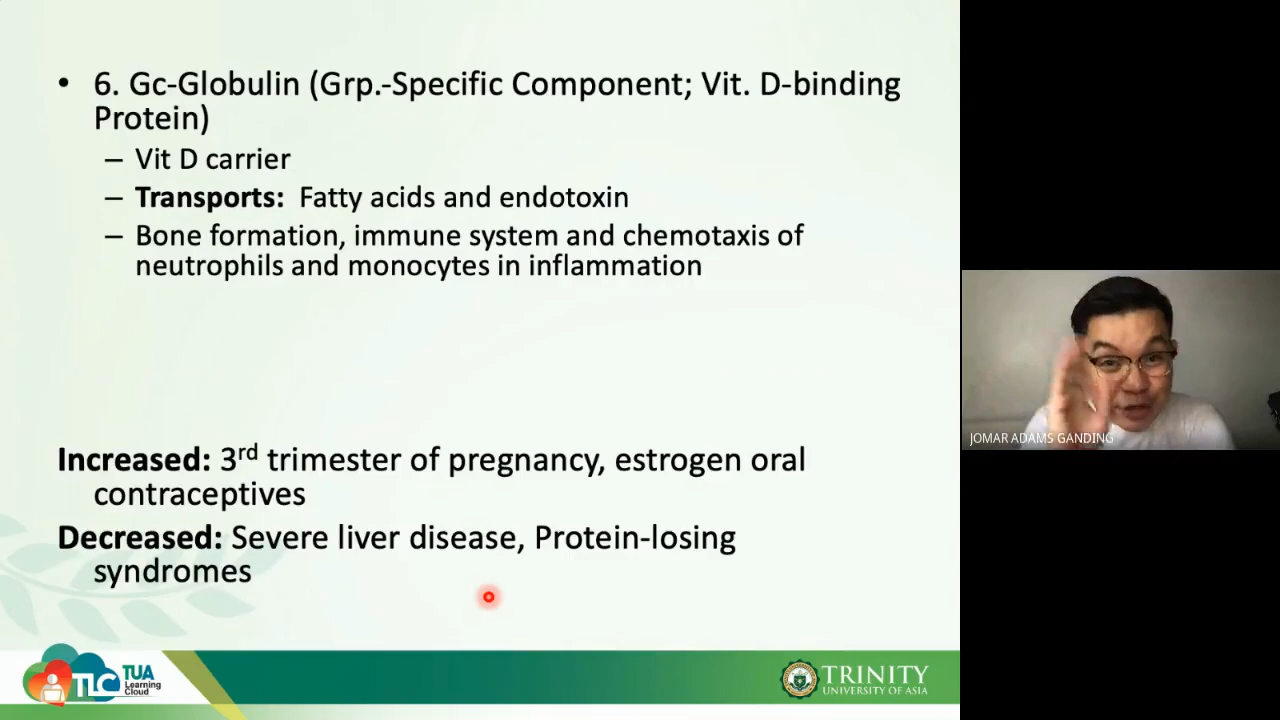 • 6. Gc-Globulin (Grp.-Specific Component; Vit. D-binding
Protein)
– Vit D carrier
– Transports: Fatty acids and endotoxin
– Bone formation, immune system and chemotaxis of
neutrophils and monocytes in inflammation
Increased: 3rd trimester of pregnancy, estrogen oral
contraceptives
Decreased: Severe liver disease, Protein-losing
syndromes
JOMAR ADAMS GANDING
TLC TUA
Learning
Cloud
TRINITY
UNIVERSITY OF ASIA